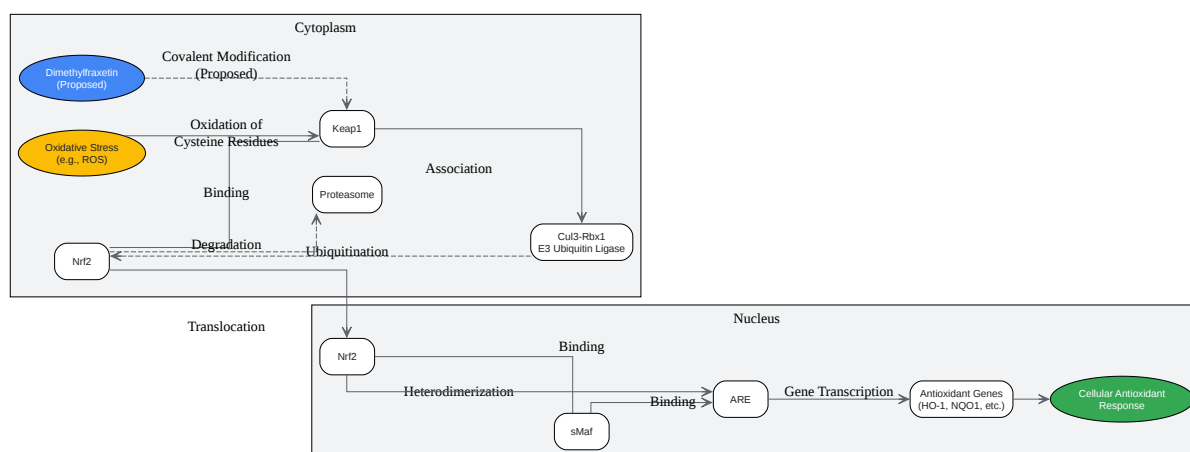 Cytoplasm
Dimethylfraxetin
(Proposed)
Covalent Modification
(Proposed)
Oxidative Stress
(e.g., ROS)
Oxidation of
Cysteine Residues
Keap1
Association
Binding
Proteasome
Cul3-Rbx1
E3 Ubiquitin Ligase
Degradation
Ubiquitination
Nrf2
Translocation
Nucleus
Nrf2
Binding
Heterodimerization
Binding
sMaf
ARE
Gene Transcription
Antioxidant Genes
(HO-1, NQO1, etc.)
Cellular Antioxidant
Response